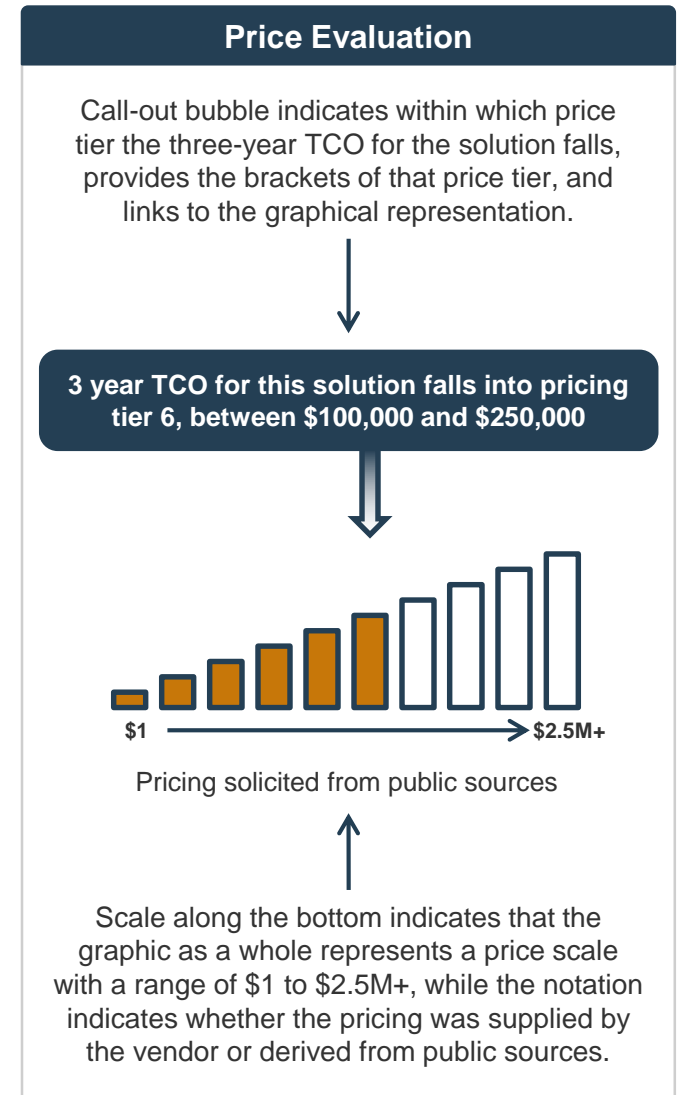 Price Evaluation
Call-out bubble indicates within which price
tier the three-year TCO for the solution falls,
provides the brackets of that price tier, and
links to the graphical representation.
3 year TCO for this solution falls into pricing
tier 6, between $100,000 and $250,000
$1
$2.5M+
Pricing solicited from public sources
Scale along the bottom indicates that the
graphic as a whole represents a price scale
with a range of $1 to $2.5M+, while the notation
indicates whether the pricing was supplied by
the vendor or derived from public sources.